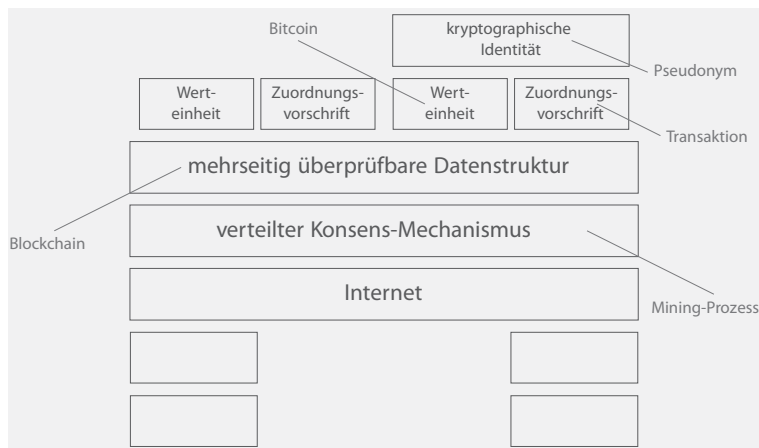 Bitcoin
kryptographische
Identität
Pseudonym
Wert-
einheit
Zuordnungs-
vorschrift
Wert-
einheit
Zuordnungs-
vorschrift
Transaktion
mehrseitig überprüfbare Datenstruktur
Blockchain
verteilter Konsens-Mechanismus
Internet
Mining-Prozess